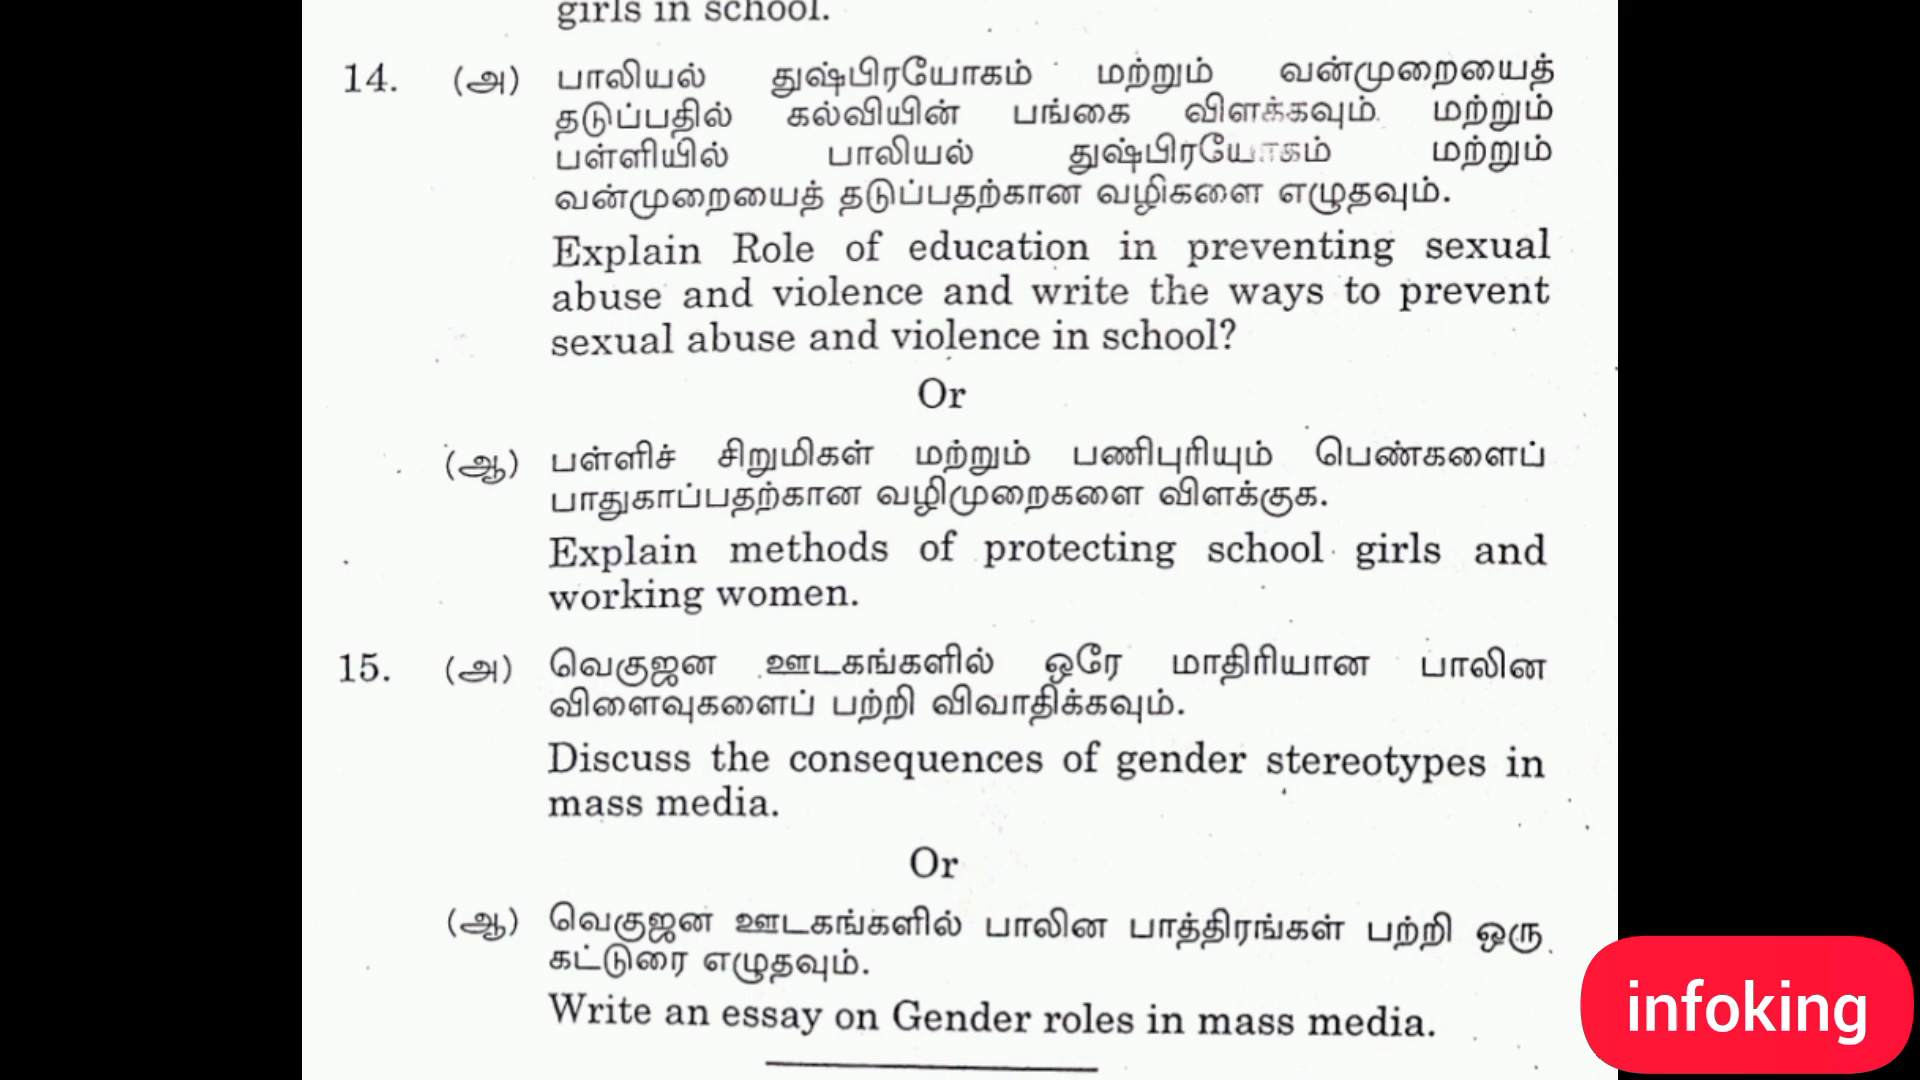 girls in school.
14. (அ) பாலியல் துஷ்பிரயோகம் மற்றும் வன்முறையைத்
தடுப்பதில் கல்வியின் பங்கை விளக்கவும் மற்றும்
பள்ளியில் பாலியல் துஷ்பிரயோகம் மற்றும்
வன்முறையைத் தடுப்பதற்கான வழிகளை எழுதவும்.
Explain Role of education in preventing sexual
abuse and violence and write the ways to prevent
sexual abuse and violence in school?
Or
(ஆ) பள்ளிச் சிறுமிகள் மற்றும் பணிபுரியும் பெண்களைப்
பாதுகாப்பதற்கான வழிமுறைகளை விளக்குக.
Explain methods of protecting school girls and
working women.
15. (அ) வெகுஜன ஊடகங்களில் ஒரே மாதிரியான பாலின
விளைவுகளைப் பற்றி விவாதிக்கவும்.
Discuss the consequences of gender stereotypes in
mass media.
Or
(ஆ) வெகுஜன ஊடகங்களில் பாலின பாத்திரங்கள் பற்றி ஒரு
கட்டுரை எழுதவும்.
Write an essay on Gender roles in mass media.
infoking